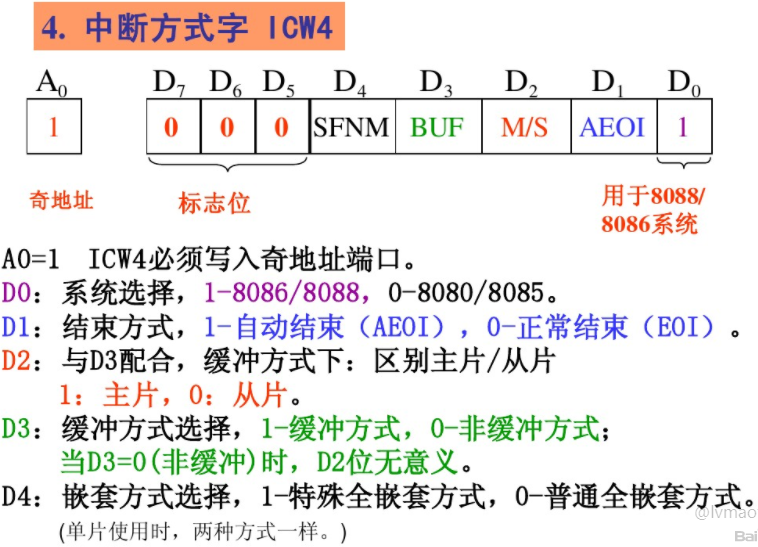 4. 中断方式字 ICW4
A0 D7 D6 D5 D4 D3 D2 D1 D0
1 0 0 0 SFNM BUF M/S AEOI 1
奇地址 标志位 用于8088/
8086系统
A0=1 ICW4必须写入奇地址端口。
D0：系统选择，1-8086/8088，0-8080/8085。
D1：结束方式，1-自动结束（AEOI），0-正常结束（EOI）。
D2：与D3配合，缓冲方式下：区别主片/从片
1：主片，0：从片。
D3：缓冲方式选择，1-缓冲方式，0-非缓冲方式；
当D3=0(非缓冲)时，D2位无意义。
D4：嵌套方式选择，1-特殊全嵌套方式，0-普通全嵌套方式。
(单片使用时，两种方式一样。)
@lvmao
Bai